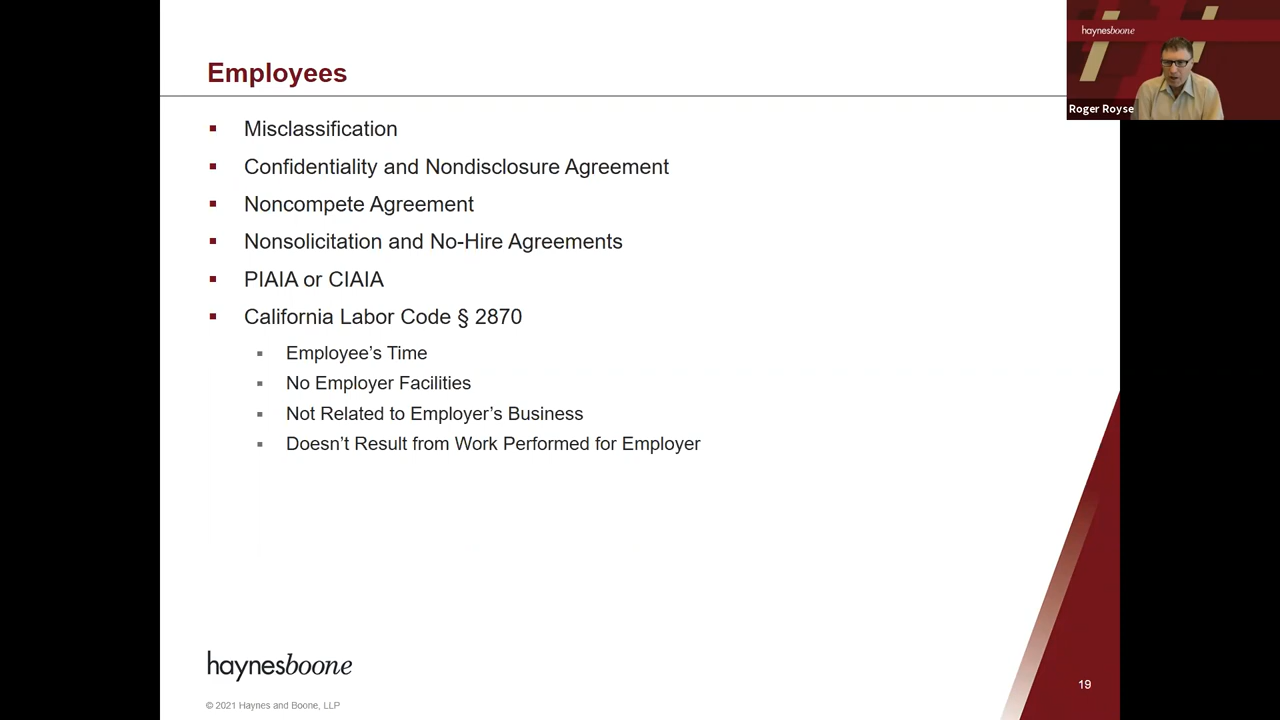 Employees
Misclassification
Confidentiality and Nondisclosure Agreement
Noncompete Agreement
Nonsolicitation and No-Hire Agreements
PIAIA or CIAIA
California Labor Code § 2870
Employee’s Time
No Employer Facilities
Not Related to Employer’s Business
Doesn’t Result from Work Performed for Employer
haynesboone
© 2021 Haynes and Boone, LLP
19
haynesboone
Roger Royse